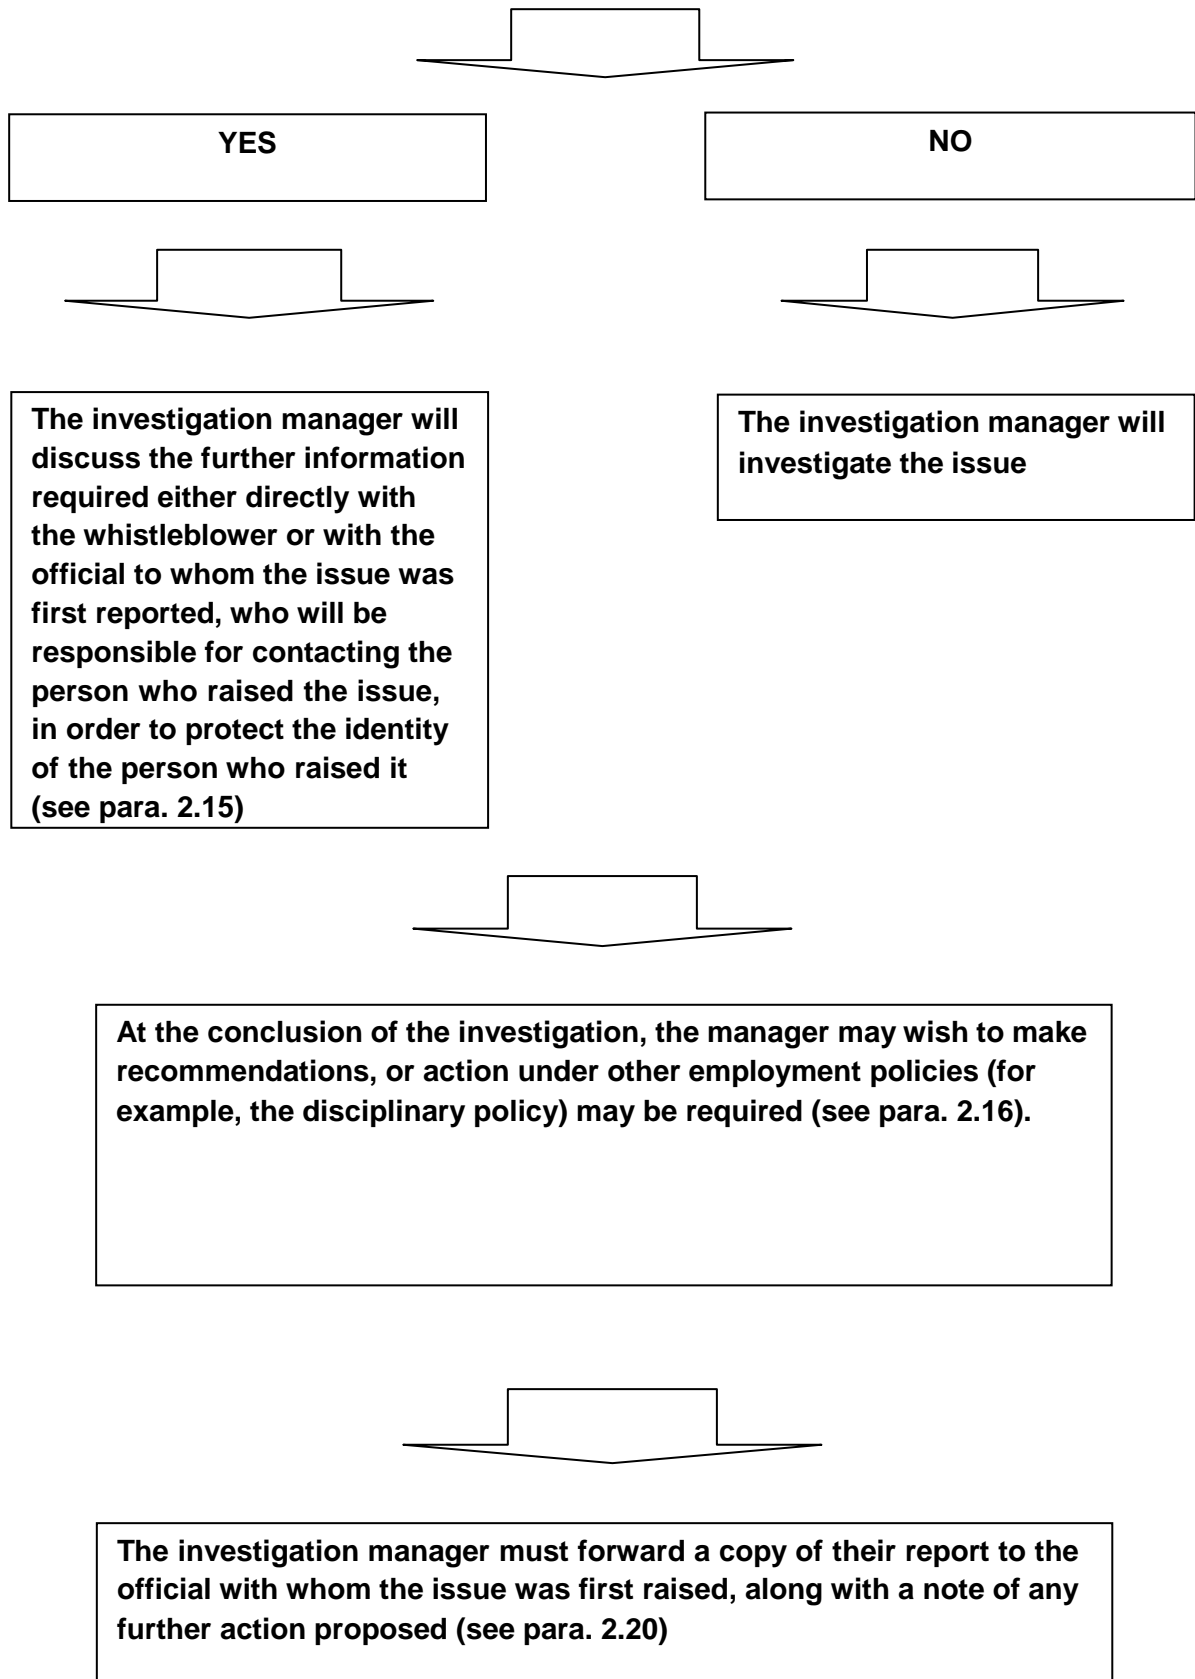 YES
NO
The investigation manager will
discuss the further information
required either directly with
the whistleblower or with the
official to whom the issue was
first reported, who will be
responsible for contacting the
person who raised the issue,
in order to protect the identity
of the person who raised it
(see para. 2.15)
The investigation manager will
investigate the issue
At the conclusion of the investigation, the manager may wish to make
recommendations, or action under other employment policies (for
example, the disciplinary policy) may be required (see para. 2.16).
The investigation manager must forward a copy of their report to the
official with whom the issue was first raised, along with a note of any
further action proposed (see para. 2.20)